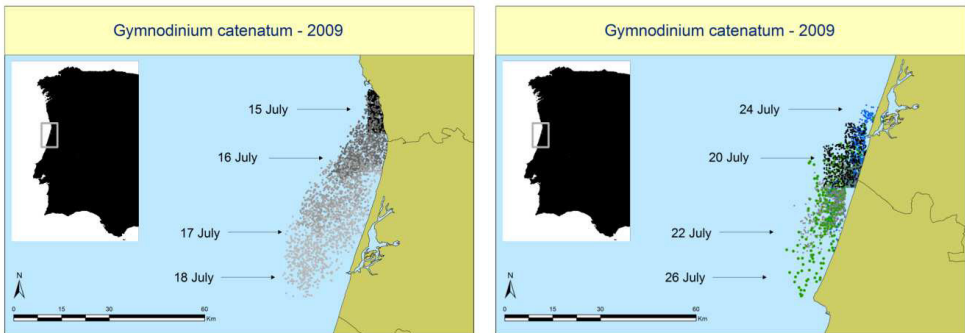 Gymnodinium catenatum - 2009
15 July
16 July
17 July
18 July
N
0 15 30 60
Km
Gymnodinium catenatum - 2009
24 July
20 July
22 July
26 July
N
0 15 30 60
Km